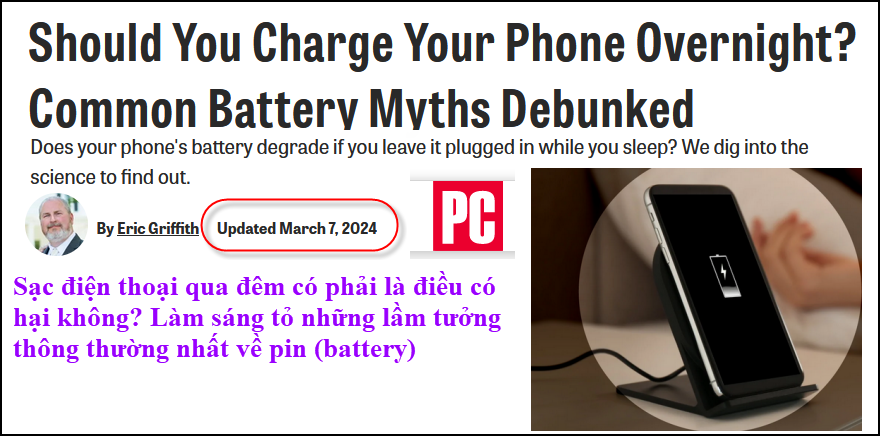 Should You Charge Your Phone Overnight?
Common Battery Myths Debunked
Does your phone's battery degrade if you leave it plugged in while you sleep? We dig into the
science to find out.
By Eric Griffith
Updated March 7, 2024
PC
Sạc điện thoại qua đêm có phải là điều có
hại không? Làm sáng tỏ những lầm tưởng
thông thường nhất về pin (battery)